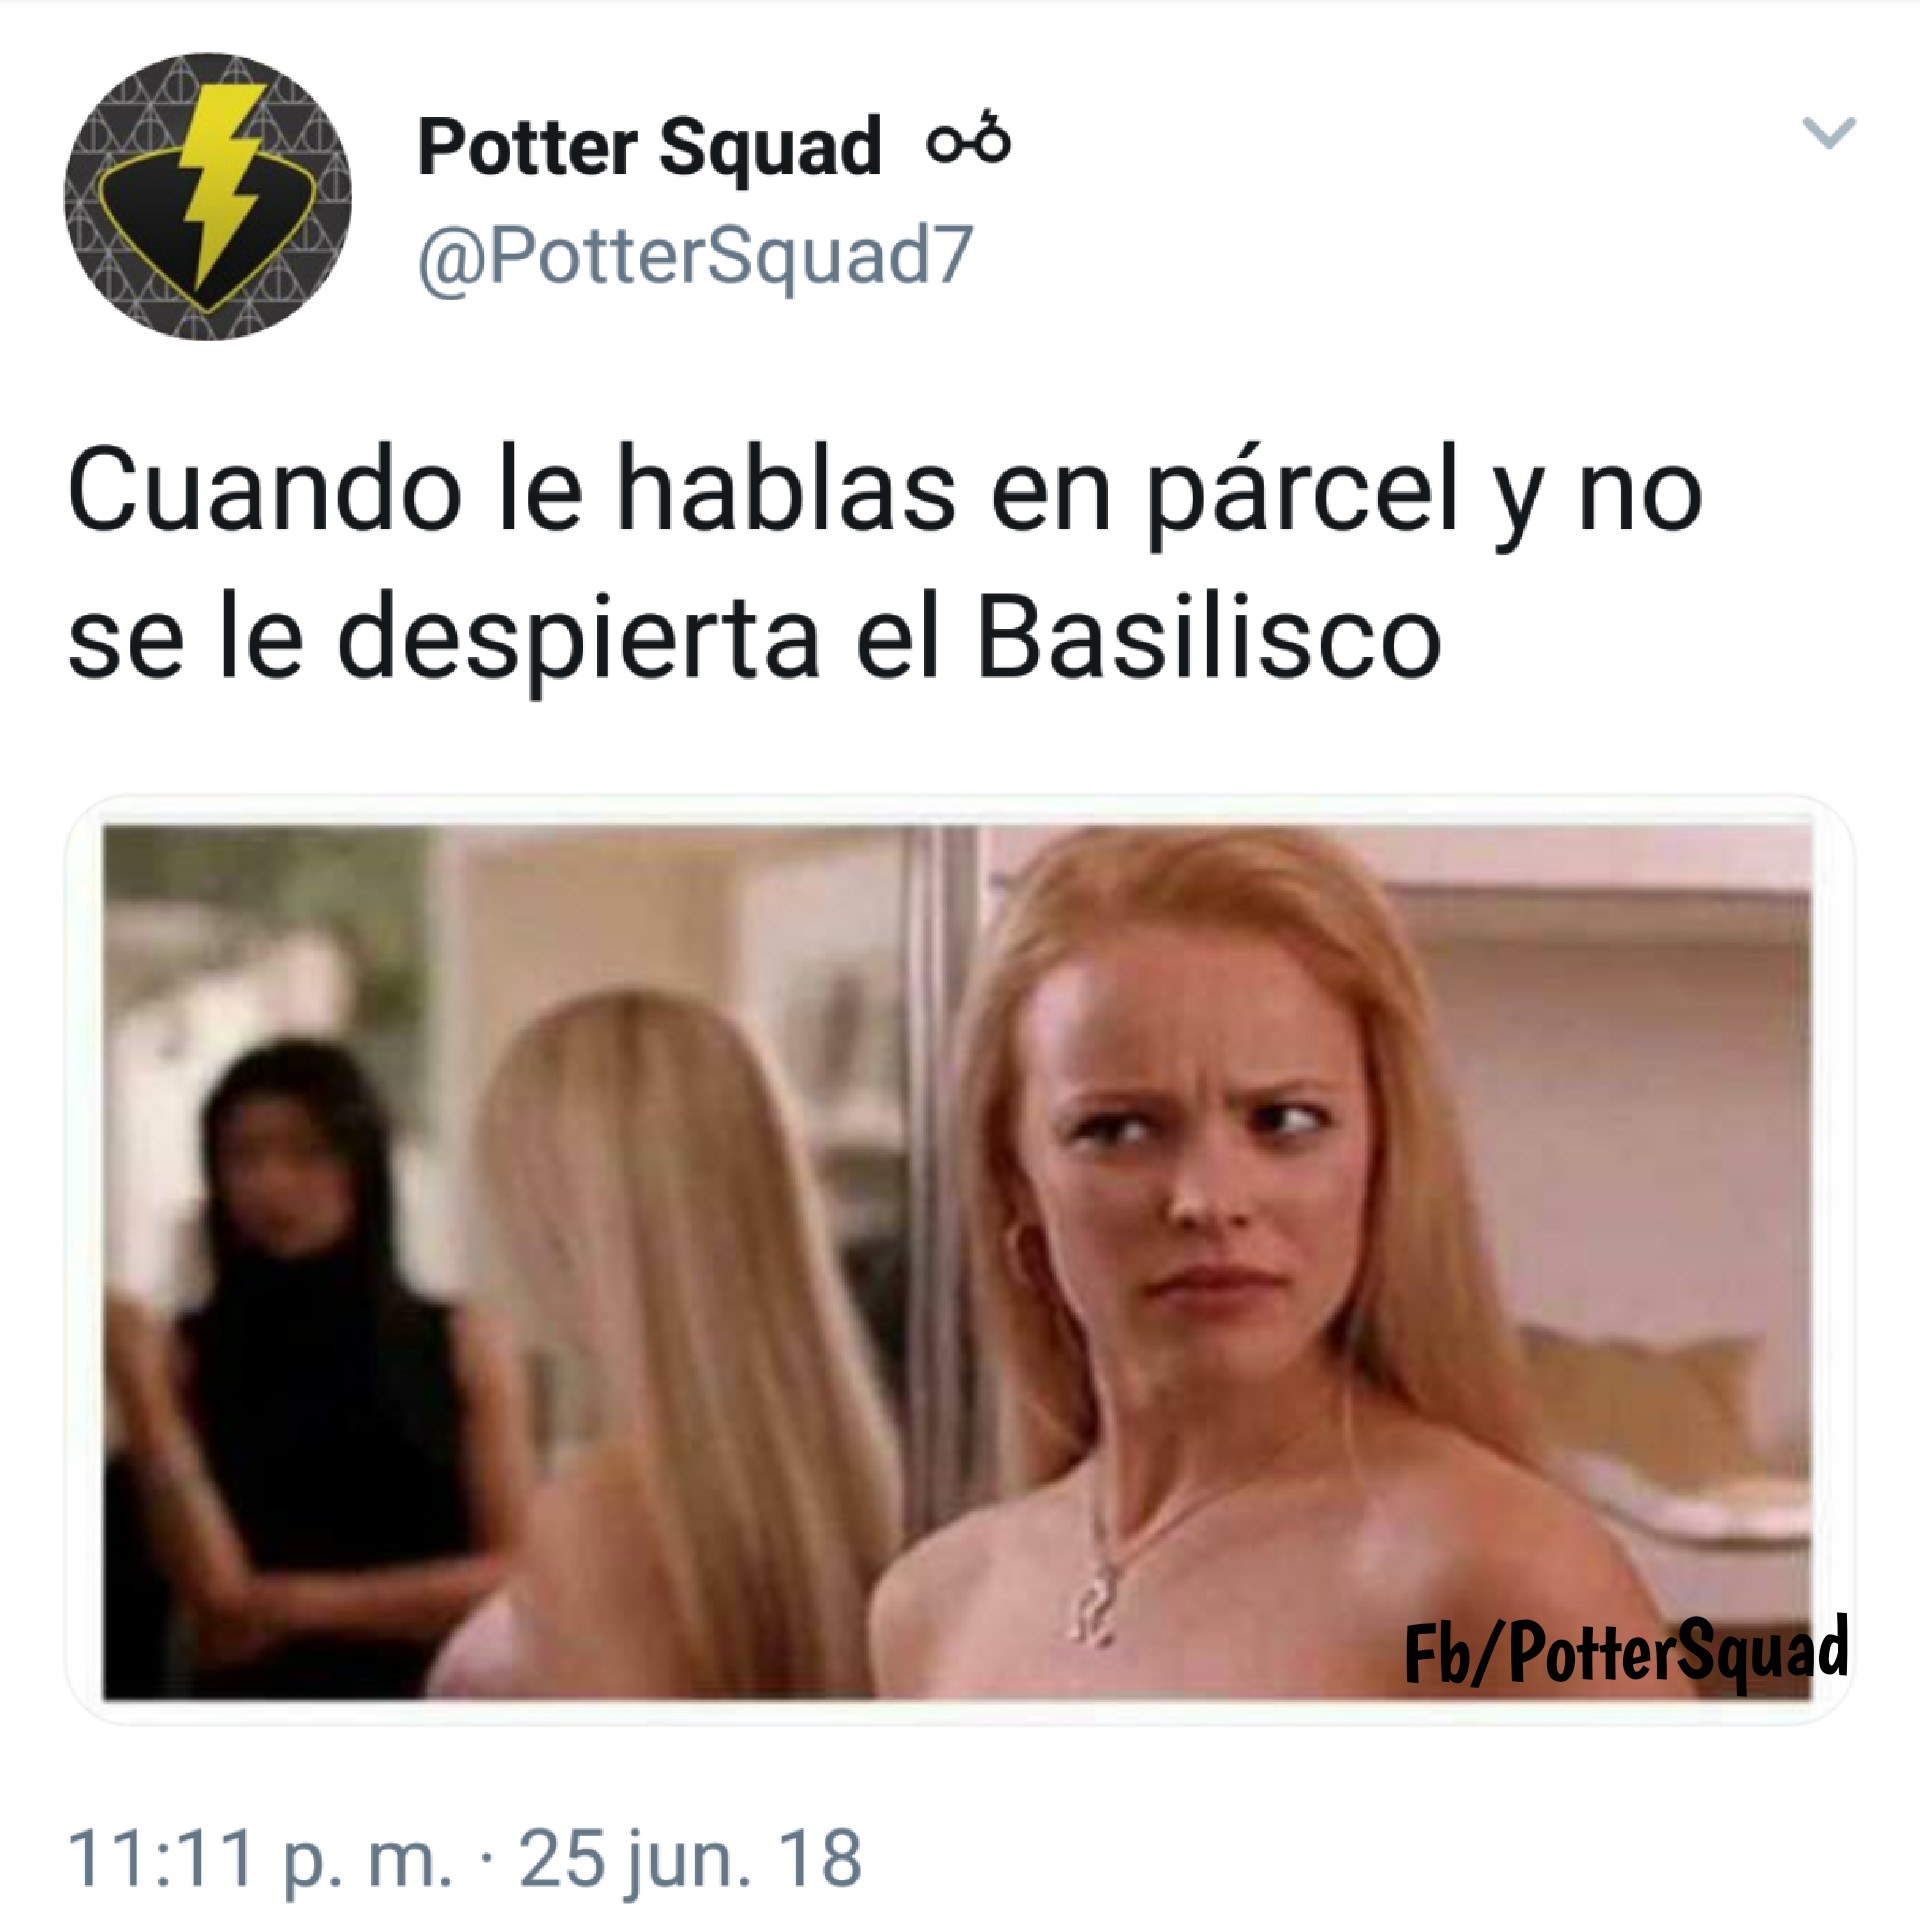 Potter Squad
@PotterSquad7
Cuando le hablas en párcel y no
se le despierta el Basilisco
Fb/PotterSquad
11:11 p. m. · 25 jun. 18